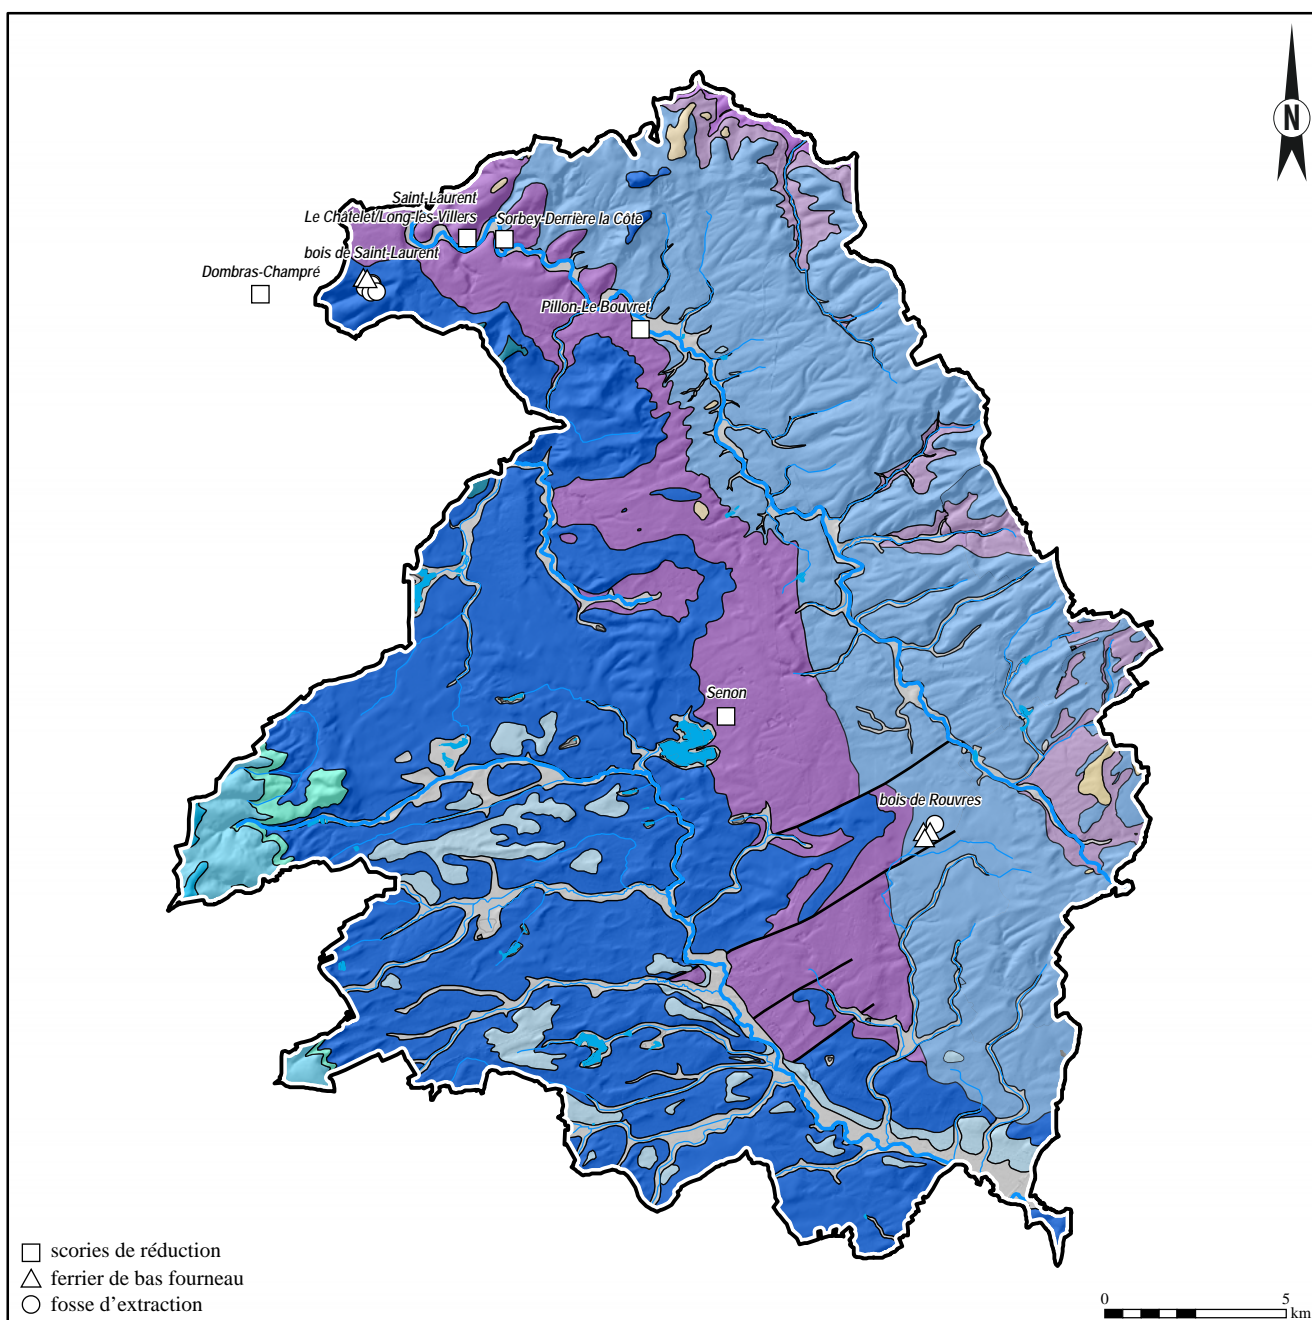 N
Saint-Laurent
Le Châtelet/Long-les-Villers
Sorbey-Derrière la Côte
bois de Saint-Laurent
Dombras-Champré
Pillon-Le Bouvret
Senon
bois de Rouvres
scories de réduction
ferrier de bas fourneau
fosse d'extraction
0 5
km